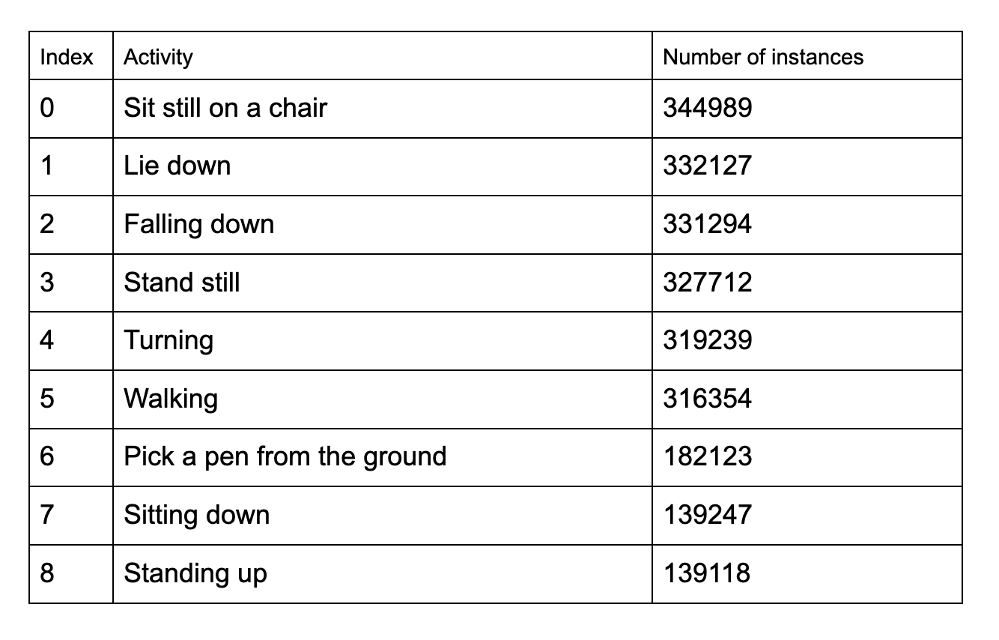 Index Activity Number of instances
0 Sit still on a chair 344989
1 Lie down 332127
2 Falling down 331294
3 Stand still 327712
4 Turning 319239
5 Walking 316354
6 Pick a pen from the ground 182123
7 Sitting down 139247
8 Standing up 139118